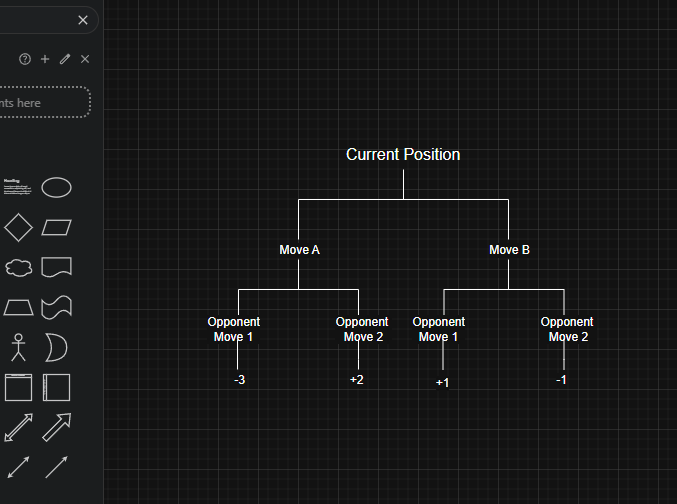 nts here
Heading
Current Position
Move A
Move B
Opponent
Move 1
Opponent
Move 2
Opponent
Move 1
Opponent
Move 2
-3
+2
+1
-1